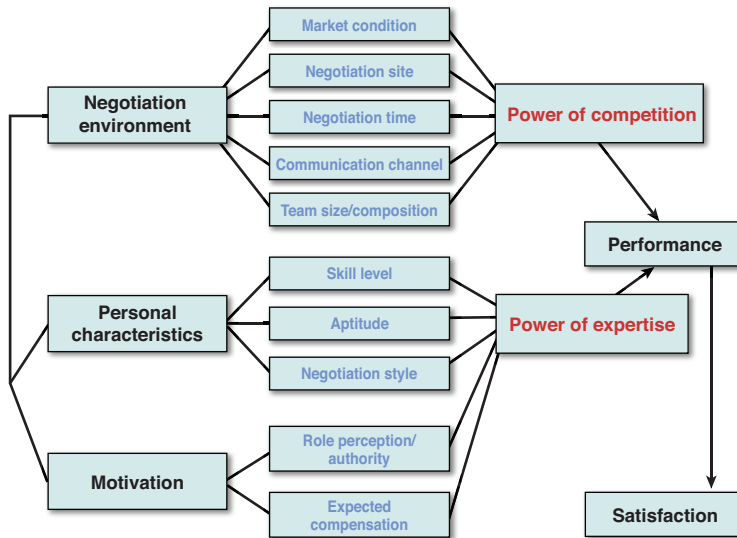 Market condition
Negotiation site
Negotiation
environment
Negotiation time
Power of competition
Communication channel
Team size/composition
Performance
Skill level
Personal
characteristics
Aptitude
Power of expertise
Negotiation style
Role perception/
authority
Motivation
Expected
compensation
Satisfaction